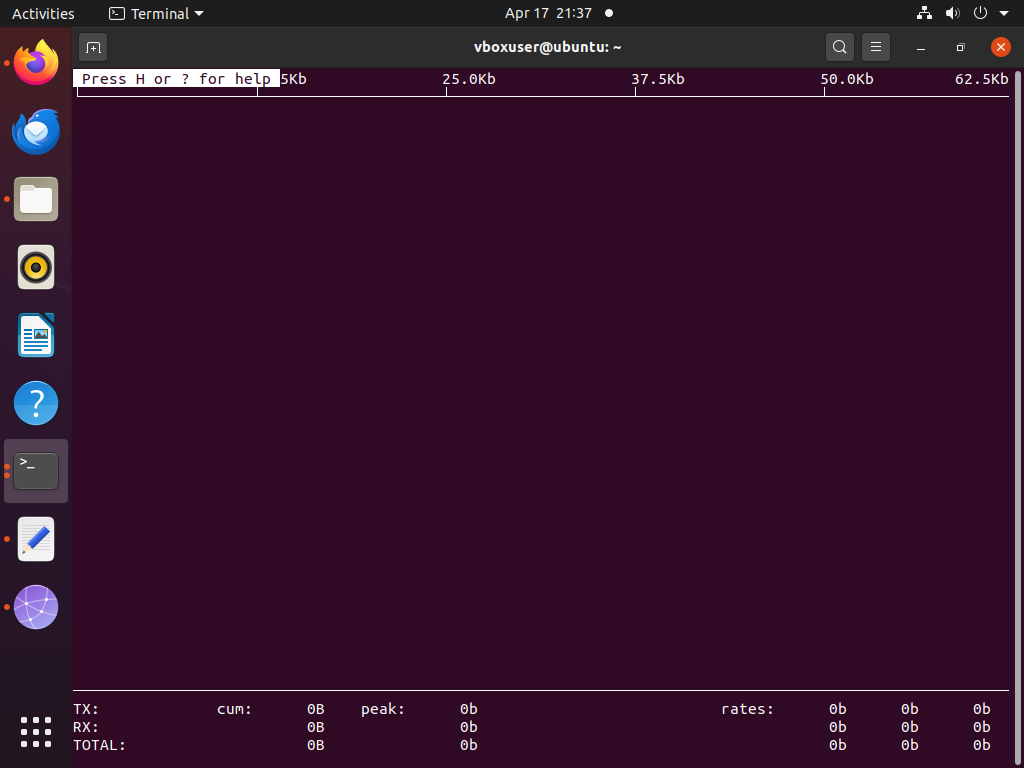 Activities Terminal Apr 17 21:37
vboxuser@ubuntu: ~
Press H or ? for help 5Kb 25.0Kb 37.5Kb 50.0Kb 62.5Kb
>_
?
TX: cum: 0B peak: 0b rates: 0b 0b 0b
RX: 0B 0b 0b 0b 0b
TOTAL: 0B 0b 0b 0b 0b